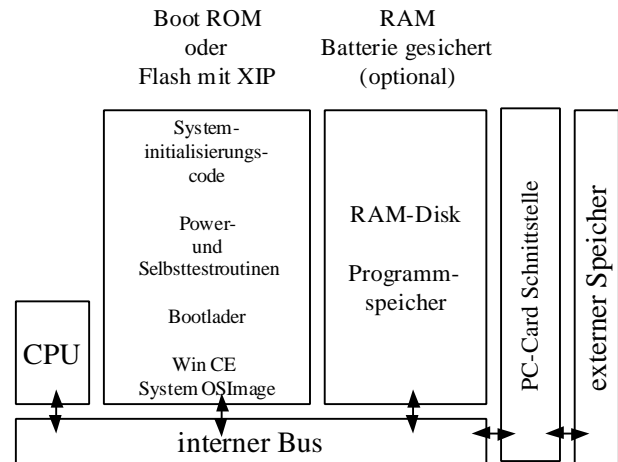 Boot ROM
oder
Flash mit XIP
RAM
Batterie gesichert
(optional)
System-
initialisierungs-
code
Power-
und
Selbsttestroutinen
Bootlader
Win CE
System OSImage
RAM-Disk
Programm-
speicher
CPU
PC-Card Schnittstelle
externer Speicher
interner Bus